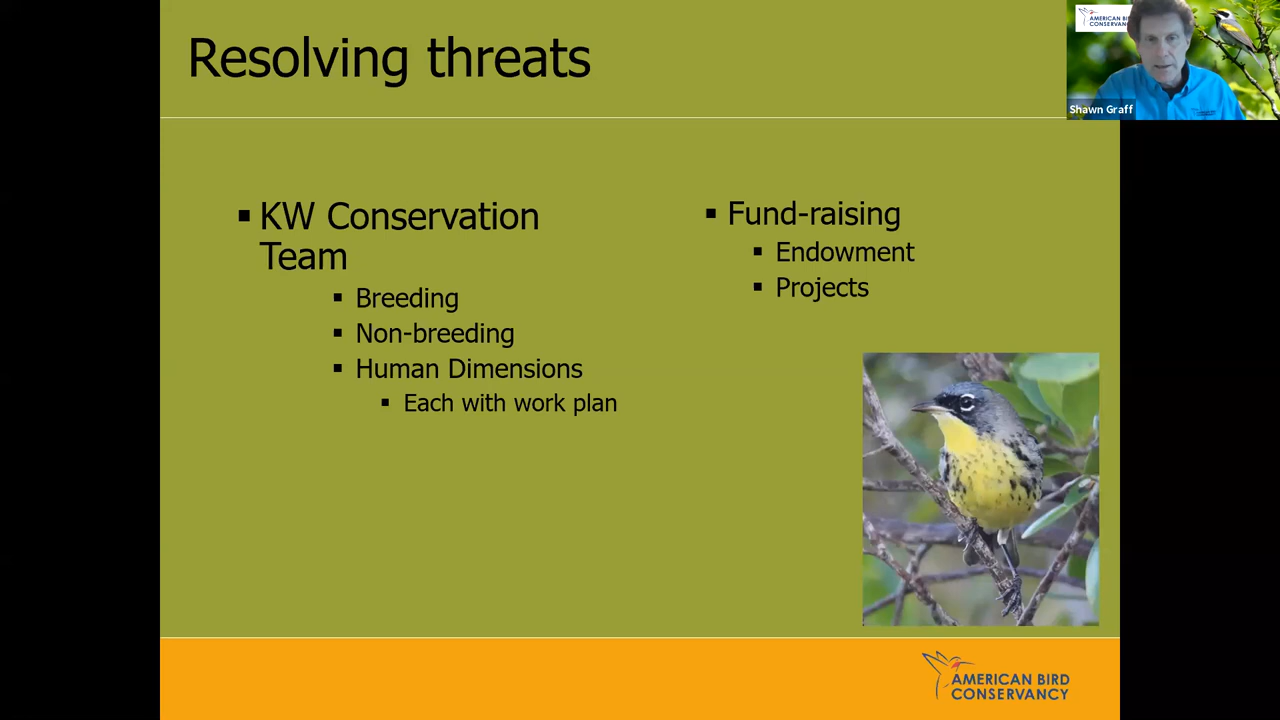 Resolving threats
AMERICAN BIRD
CONSERVANCY
Shawn Graff
▪ KW Conservation
Team
▪ Breeding
▪ Non-breeding
▪ Human Dimensions
▪ Each with work plan
▪ Fund-raising
▪ Endowment
▪ Projects
AMERICAN BIRD
CONSERVANCY